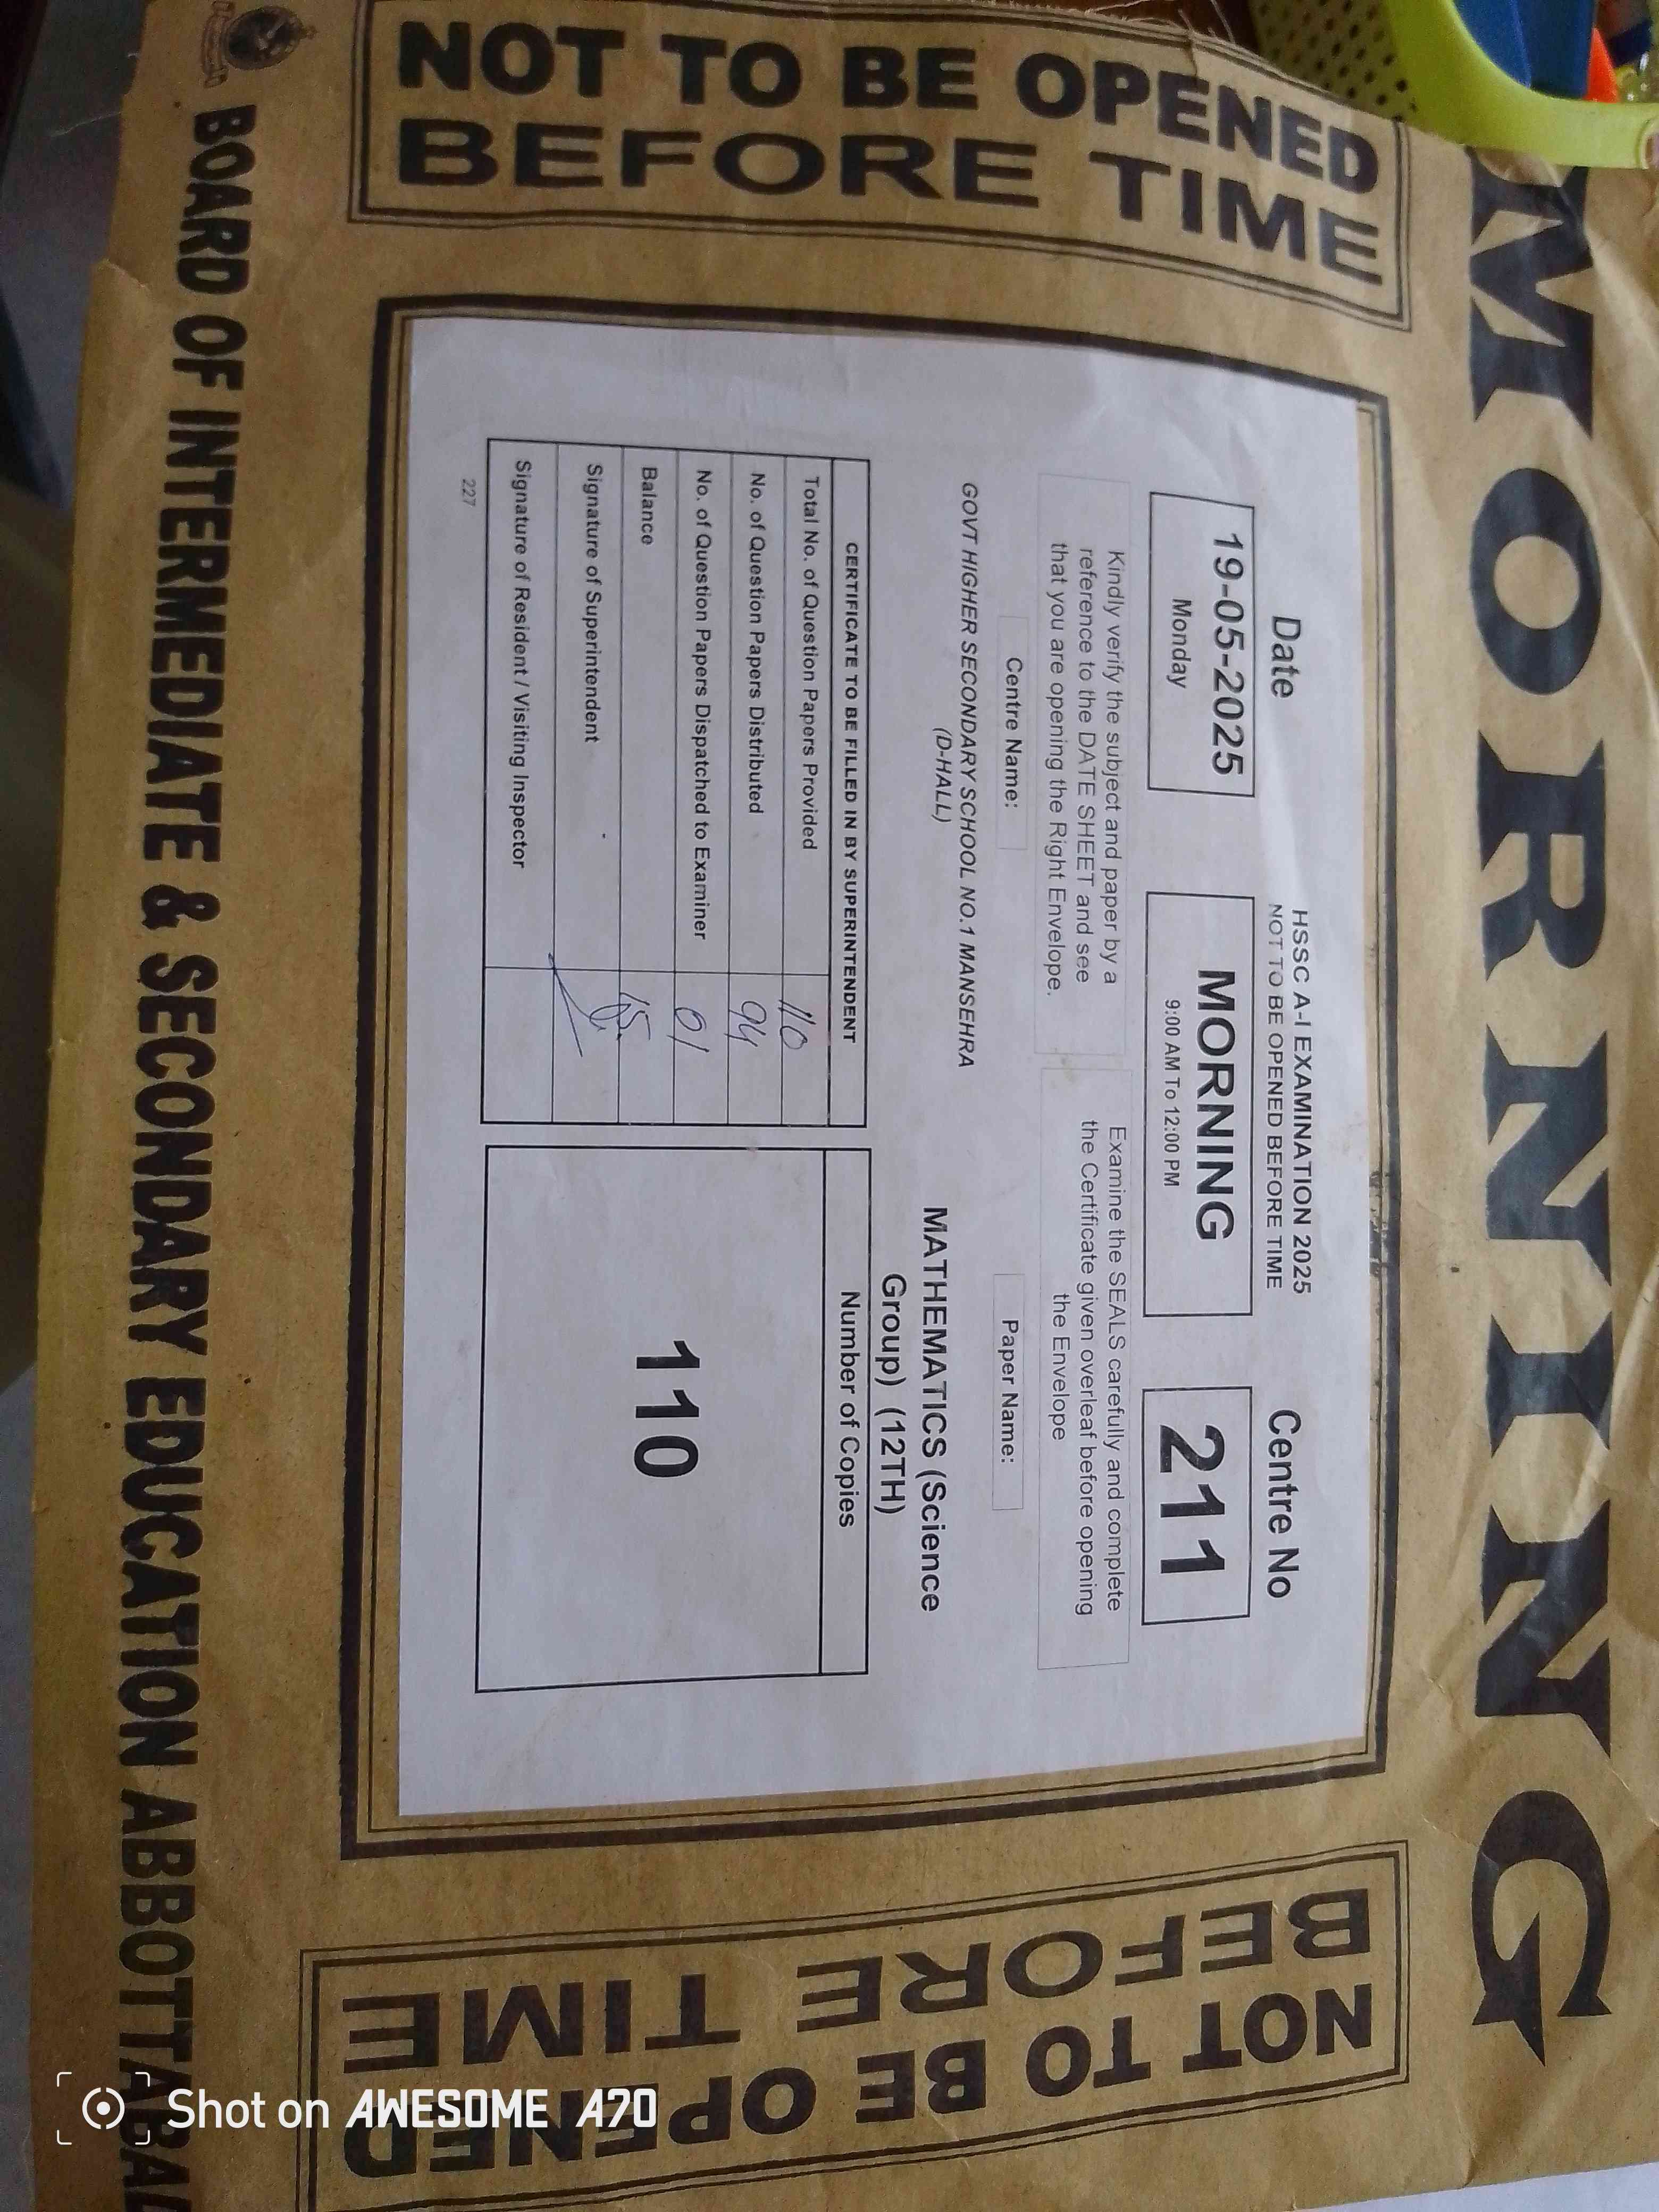 MORNING
NOT TO BE OPENED
BEFORE TIME
HSSC A-I EXAMINATION 2025
NOT TO BE OPENED BEFORE TIME
Date
Centre No
19-05-2025
Monday
MORNING
9:00 AM To 12:00 PM
211
Kindly verify the subject and paper by a
reference to the DATE SHEET and see
that you are opening the Right Envelope.
Examine the SEALS carefully and complete
the Certificate given overleaf before opening
the Envelope
Centre Name:
Paper Name:
GOVT HIGHER SECONDARY SCHOOL NO.1 MANSEHRA
(D-HALL)
MATHEMATICS (Science
Group) (12TH)
CERTIFICATE TO BE FILLED IN BY SUPERINTENDENT
Total No. of Question Papers Provided 110
No. of Question Papers Distributed 94
No. of Question Papers Dispatched to Examiner 01
Balance 15
Signature of Superintendent
Signature of Resident / Visiting Inspector
Number of Copies
110
227
NOT TO BE OPENED
BEFORE TIME
BOARD OF INTERMEDIATE & SECONDARY EDUCATION ABBOTTABAD
Shot on AWESOME A70